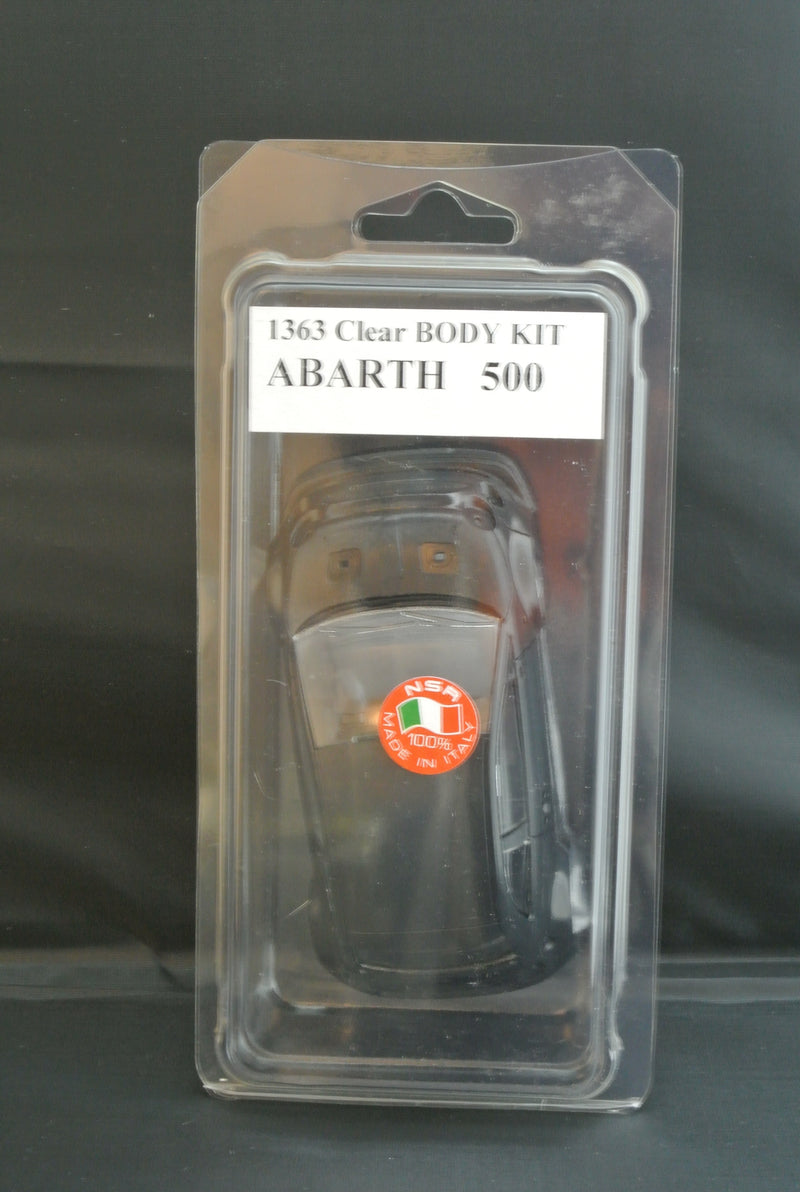 1363 Clear BODY KIT
ABARTH 500
NSR
100%
MADE IN ITALY